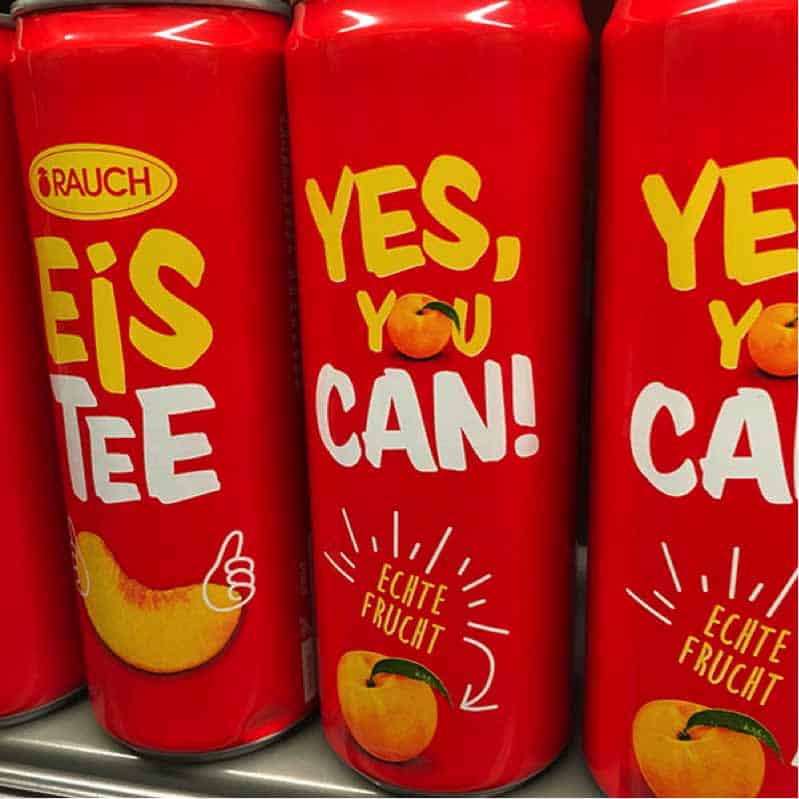 RAUCH
EiS
TEE
YES,
YOU
CAN!
ECHTE
FRUCHT
YE
YO
CA
ECHTE
FRUCHT